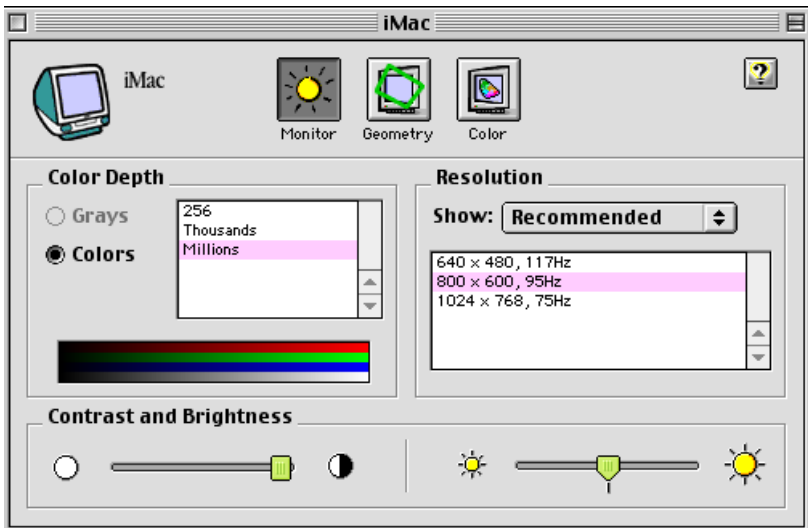 iMac
iMac
Monitor
Geometry
Color
?
Color Depth
Grays
Colors
256
Thousands
Millions
Resolution
Show: Recommended
640 × 480, 117Hz
800 × 600, 95Hz
1024 × 768, 75Hz
Contrast and Brightness